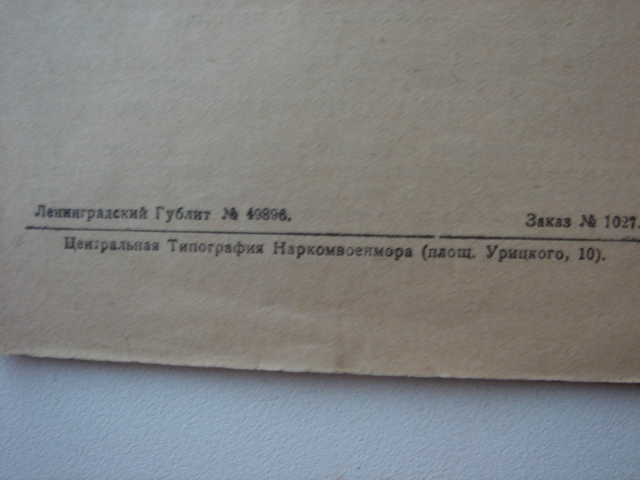 Ленинградский Гублит № 49896. Заказ № 1027.
Центральная Типография Наркомвоенмора (площ. Урицкого, 10).